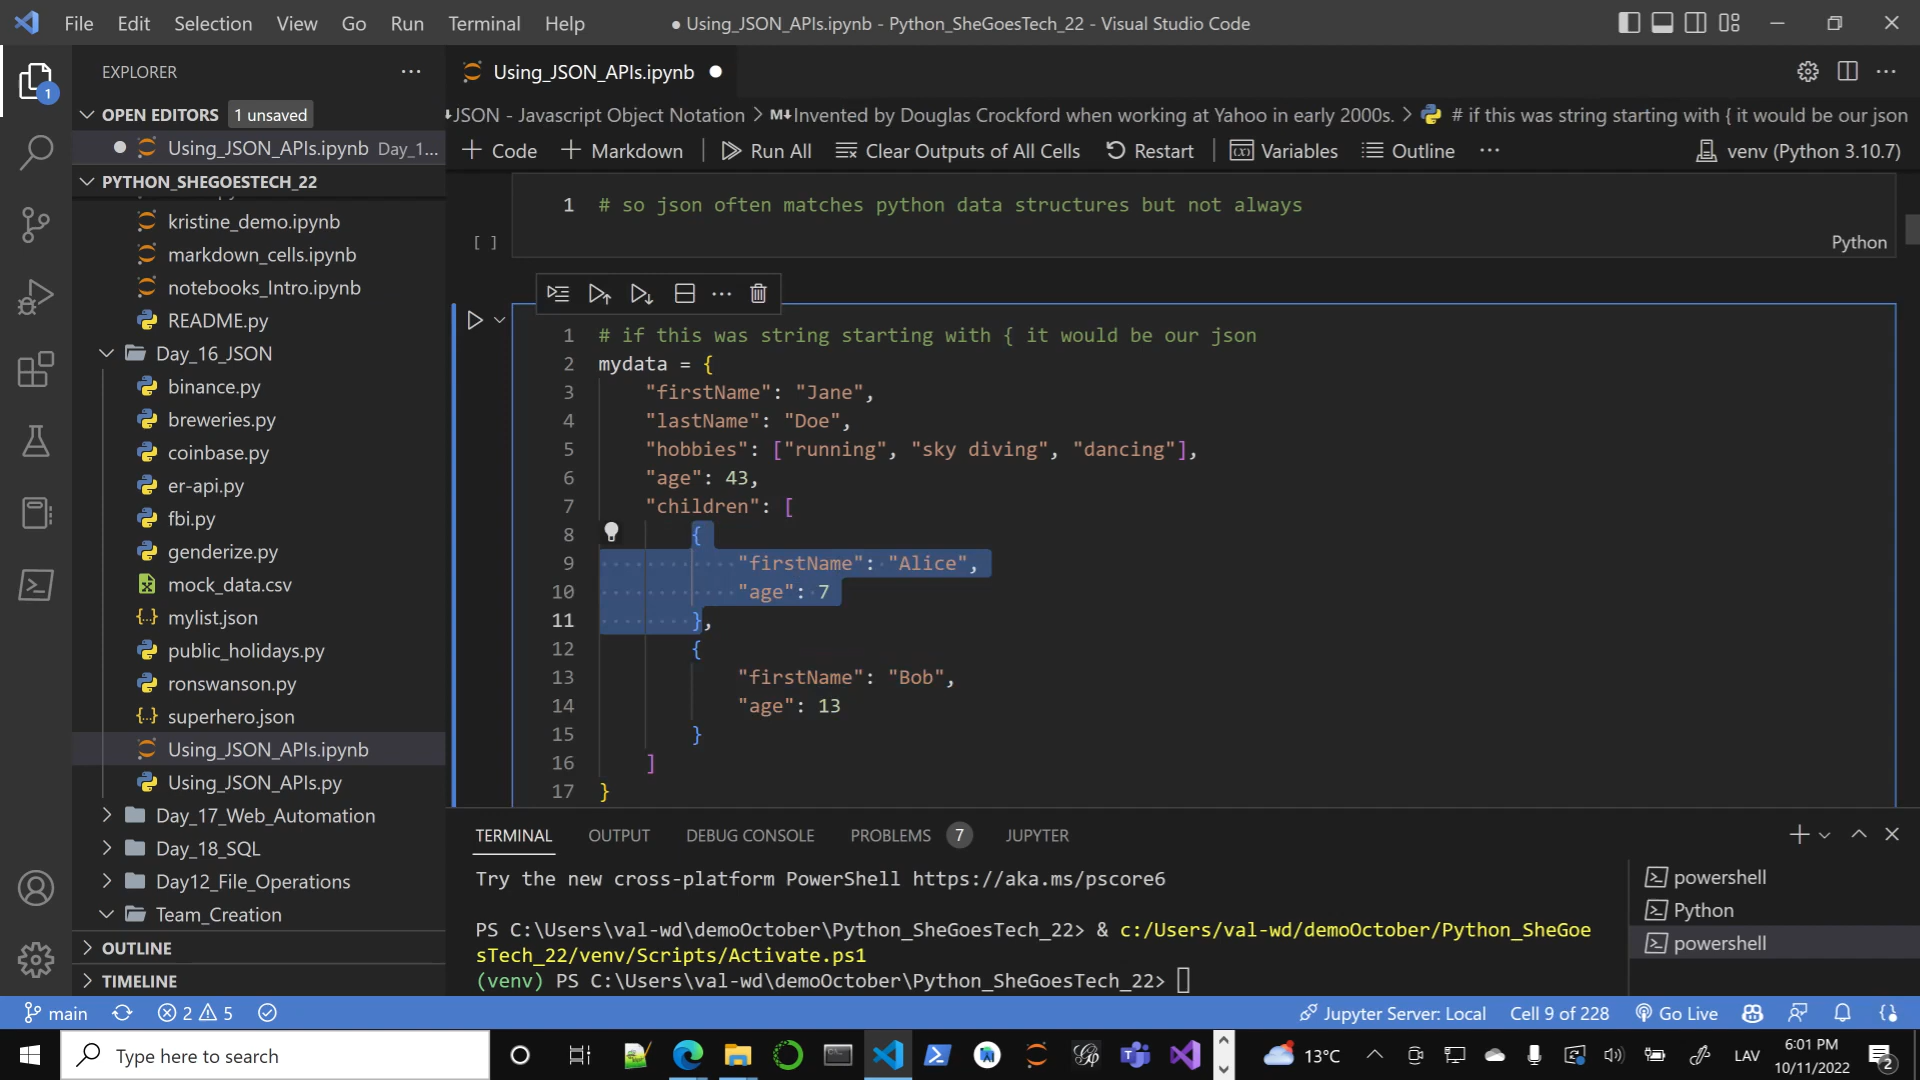 File Edit Selection View Go Run Terminal Help
● Using_JSON_APIs.ipynb - Python_SheGoesTech_22 - Visual Studio Code
EXPLORER
1
OPEN EDITORS 1 unsaved
Using_JSON_APIs.ipynb Day_1...
PYTHON_SHEGOESTECH_22
kristine_demo.ipynb
markdown_cells.ipynb
notebooks_Intro.ipynb
README.py
Day_16_JSON
binance.py
breweries.py
coinbase.py
er-api.py
fbi.py
genderize.py
mock_data.csv
mylist.json
public_holidays.py
ronswanson.py
superhero.json
Using_JSON_APIs.ipynb
Using_JSON_APIs.py
Day_17_Web_Automation
Day_18_SQL
Day12_File_Operations
Team_Creation
OUTLINE
TIMELINE
Using_JSON_APIs.ipynb
JSON - Javascript Object Notation > M↓Invented by Douglas Crockford when working at Yahoo in early 2000s. > # if this was string starting with { it would be our json
+ Code + Markdown Run All Clear Outputs of All Cells Restart Variables Outline ... venv (Python 3.10.7)
1 # so json often matches python data structures but not always
[ ] Python
1 # if this was string starting with { it would be our json
2 mydata = {
3 "firstName": "Jane",
4 "lastName": "Doe",
5 "hobbies": ["running", "sky diving", "dancing"],
6 "age": 43,
7 "children": [
8 {
9 "firstName": "Alice",
10 "age": 7
11 },
12 {
13 "firstName": "Bob",
14 "age": 13
15 }
16 ]
17 }
TERMINAL OUTPUT DEBUG CONSOLE PROBLEMS 7 JUPYTER
Try the new cross-platform PowerShell https://aka.ms/pscore6
PS C:\Users\val-wd\demoOctober\Python_SheGoesTech_22> & c:/Users/val-wd/demoOctober/Python_SheGoe
sTech_22/venv/Scripts/Activate.ps1
(venv) PS C:\Users\val-wd\demoOctober\Python_SheGoesTech_22>
powershell
Python
powershell
main 2 5 Jupyter Server: Local Cell 9 of 228 Go Live
Type here to search
13°C LAV
6:01 PM
10/11/2022
2